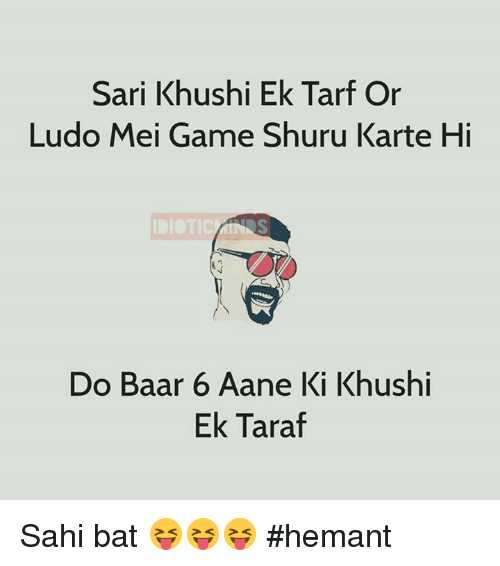 Sari Khushi Ek Tarf Or
Ludo Mei Game Shuru Karte Hi
IDIOTICMINDS
Do Baar 6 Aane Ki Khushi
Ek Taraf
Sahi bat 😝😝😝 #hemant